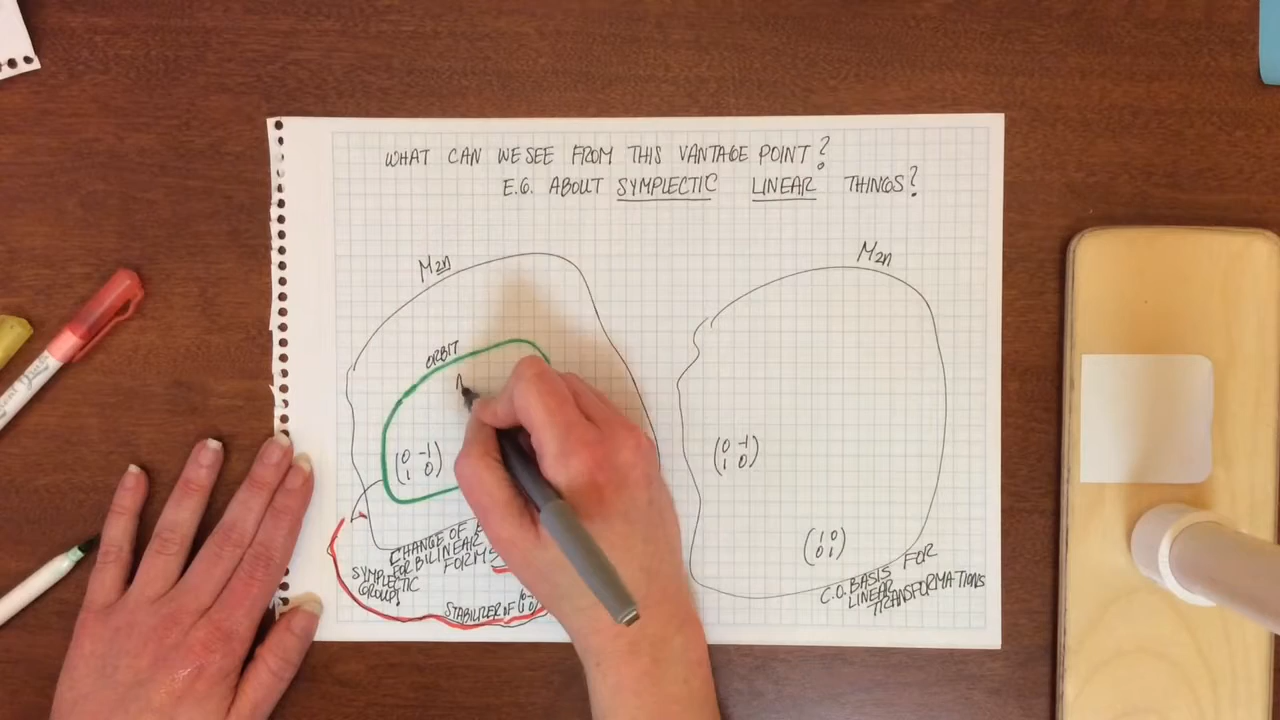 WHAT CAN WE SEE FROM THIS VANTAGE POINT?
E.G. ABOUT SYMPLECTIC LINEAR THINGS?
M2n
ORBIT
(0 -1
1 0)
CHANGE OF
FOR BILINEAR
FORMS
SYMPLECTIC
GROUP!
STABILIZER OF
M2n
(0 -1
1 0)
(1 0
0 1)
C.O. BASIS FOR
LINEAR
TRANSFORMATIONS